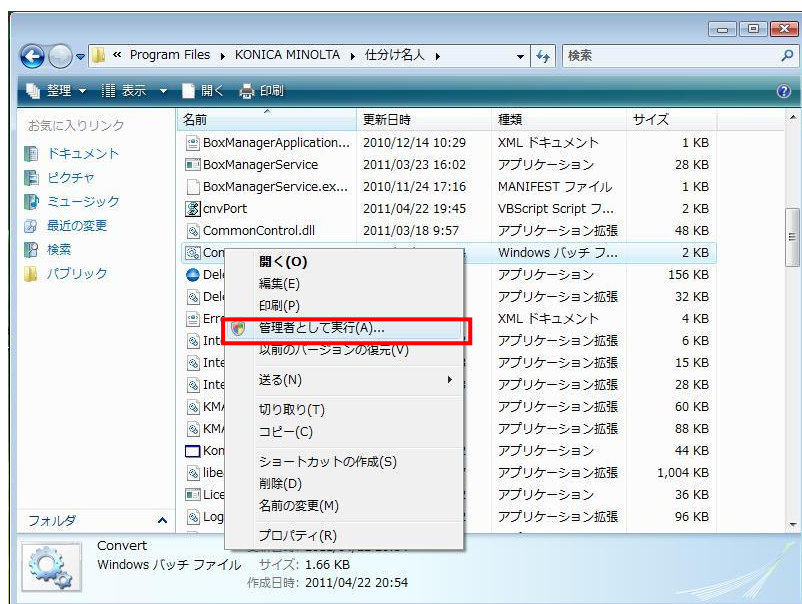 « Program Files ▸ KONICA MINOLTA ▸ 仕分け名人 ▸ 検索
整理 表示 開く 印刷
お気に入りリンク
ドキュメント
ピクチャ
ミュージック
最近の変更
検索
パブリック
フォルダ
名前 更新日時 種類 サイズ
BoxManagerApplication... 2010/12/14 10:29 XML ドキュメント 1 KB
BoxManagerService 2011/03/23 16:02 アプリケーション 28 KB
BoxManagerService.ex... 2010/11/24 17:16 MANIFEST ファイル 1 KB
cnvPort 2011/04/22 19:45 VBScript Script フ... 2 KB
CommonControl.dll 2011/03/18 9:57 アプリケーション拡張 48 KB
Con Windows バッチ フ... 2 KB
Dele アプリケーション 156 KB
Dele アプリケーション拡張 32 KB
Erre XML ドキュメント 4 KB
Inte アプリケーション拡張 6 KB
Inte アプリケーション拡張 15 KB
Inte アプリケーション拡張 28 KB
KMA アプリケーション拡張 60 KB
KMA アプリケーション拡張 88 KB
Kon アプリケーション 44 KB
libea アプリケーション拡張 1,004 KB
Lice アプリケーション 36 KB
Log アプリケーション拡張 96 KB
開く(O)
編集(E)
印刷(P)
管理者として実行(A)...
以前のバージョンの復元(V)
送る(N)
切り取り(T)
コピー(C)
ショートカットの作成(S)
削除(D)
名前の変更(M)
プロパティ(R)
Convert
Windows バッチ ファイル サイズ: 1.66 KB
作成日時: 2011/04/22 20:54